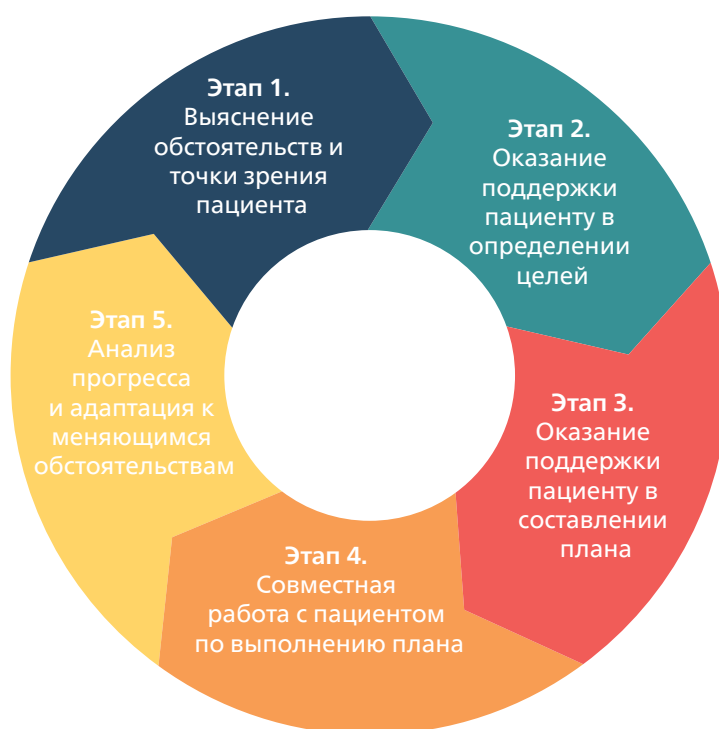 Этап 1.
Выяснение
обстоятельств и
точки зрения
пациента
Этап 2.
Оказание
поддержки
пациенту в
определении
целей
Этап 3.
Оказание
поддержки
пациенту в
составлении
плана
Этап 4.
Совместная
работа с пациентом
по выполнению плана
Этап 5.
Анализ
прогресса
и адаптация к
меняющимся
обстоятельствам